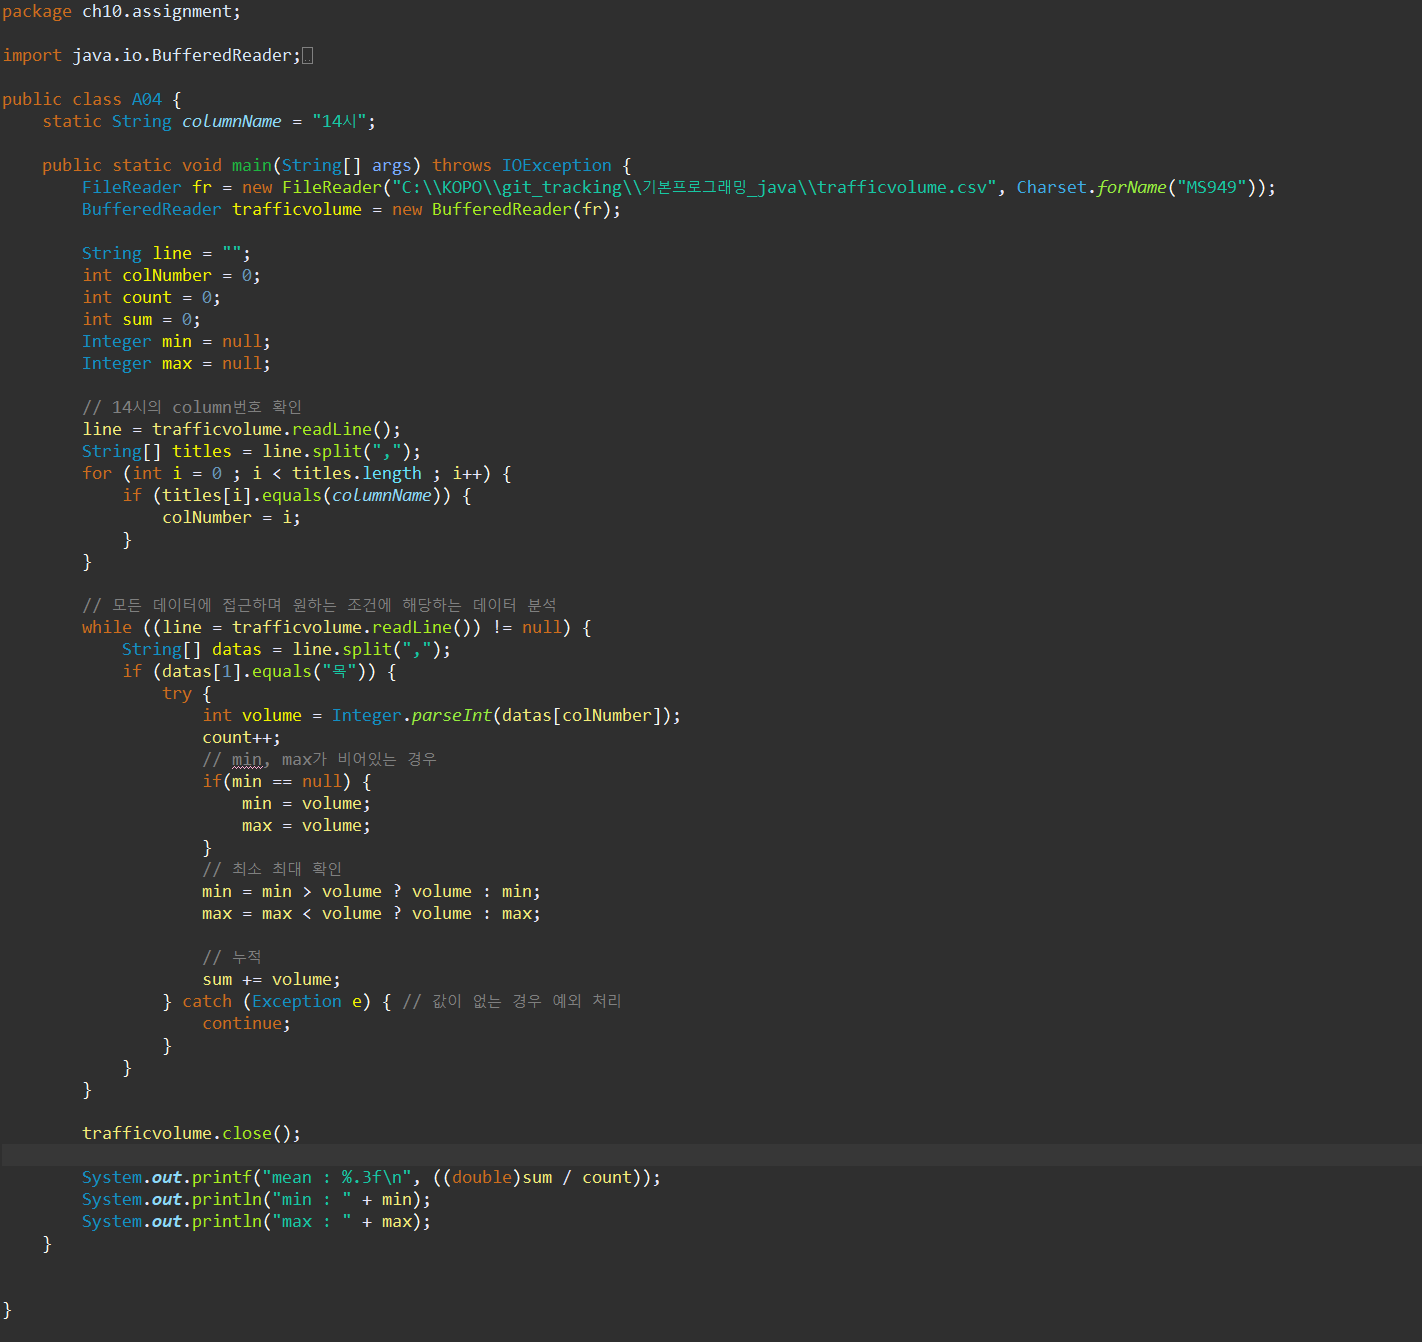 package ch10.assignment;
import java.io.BufferedReader;
public class A04 {
static String columnName = "14시";
public static void main(String[] args) throws IOException {
FileReader fr = new FileReader("C:\\KOPO\\git_tracking\\기본프로그래밍_java\\trafficvolume.csv", Charset.forName("MS949"));
BufferedReader trafficvolume = new BufferedReader(fr);
String line = "";
int colNumber = 0;
int count = 0;
int sum = 0;
Integer min = null;
Integer max = null;
// 14시의 column번호 확인
line = trafficvolume.readLine();
String[] titles = line.split(",");
for (int i = 0 ; i < titles.length ; i++) {
if (titles[i].equals(columnName)) {
colNumber = i;
}
}
// 모든 데이터에 접근하며 원하는 조건에 해당하는 데이터 분석
while ((line = trafficvolume.readLine()) != null) {
String[] datas = line.split(",");
if (datas[1].equals("목")) {
try {
int volume = Integer.parseInt(datas[colNumber]);
count++;
// min, max가 비어있는 경우
if(min == null) {
min = volume;
max = volume;
}
// 최소 최대 확인
min = min > volume ? volume : min;
max = max < volume ? volume : max;
// 누적
sum += volume;
} catch (Exception e) { // 값이 없는 경우 예외 처리
continue;
}
}
}
trafficvolume.close();
System.out.printf("mean : %.3f\n", ((double)sum / count));
System.out.println("min : " + min);
System.out.println("max : " + max);
}
}